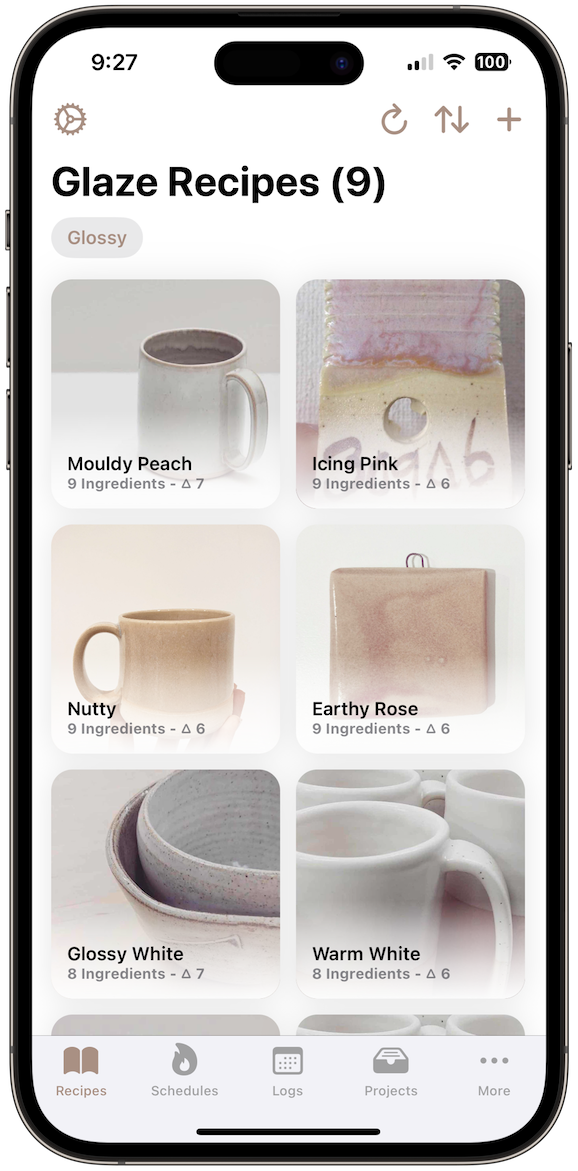 9:27
100
Glaze Recipes (9)
Glossy
Mouldy Peach
9 Ingredients - △ 7
Icing Pink
9 Ingredients - △ 6
Nutty
9 Ingredients - △ 6
Earthy Rose
9 Ingredients - △ 6
Glossy White
8 Ingredients - △ 7
Warm White
8 Ingredients - △ 6
Recipes
Schedules
Logs
Projects
More